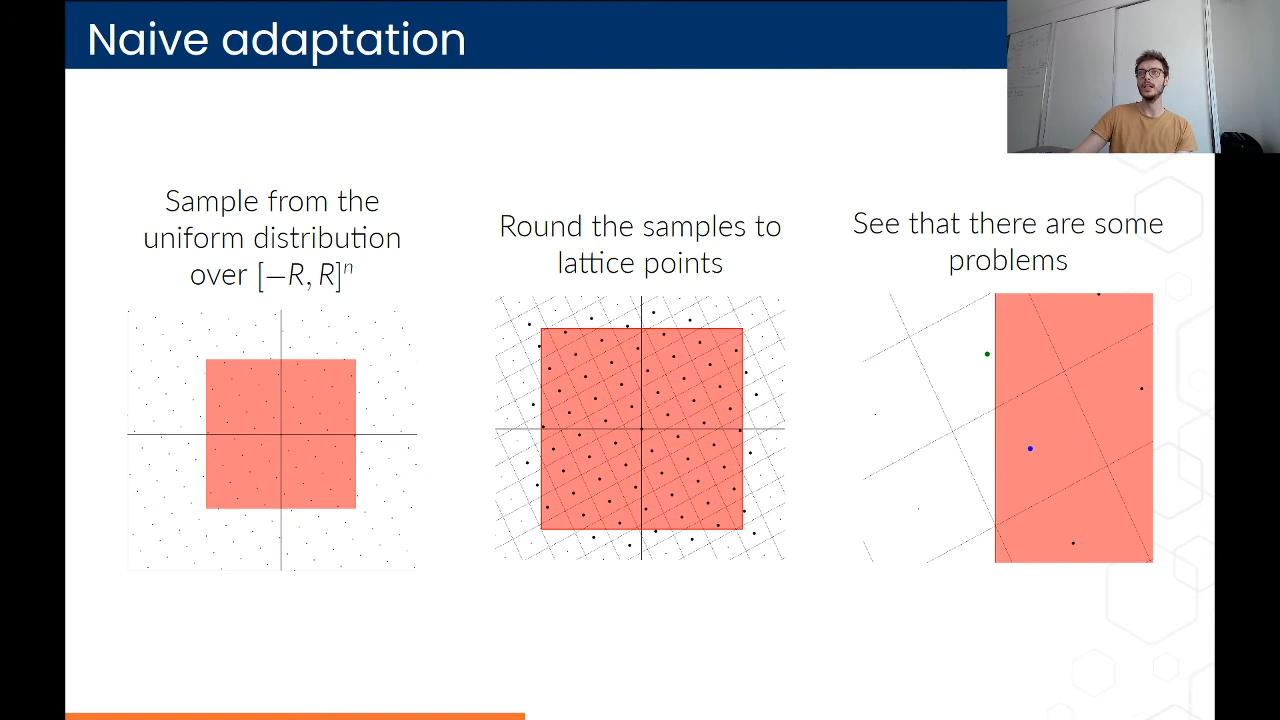 Naive adaptation
Sample from the
uniform distribution
over [−R, R]ⁿ
Round the samples to
lattice points
See that there are some
problems